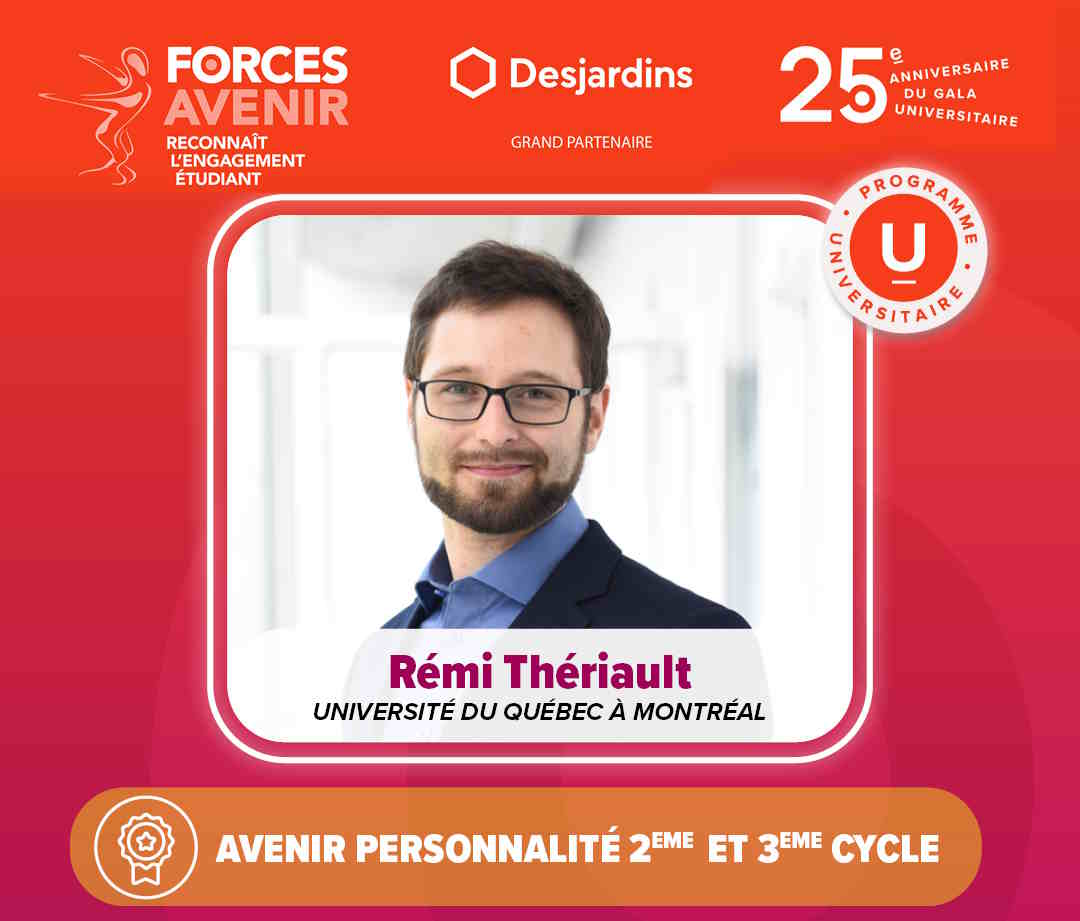 FORCES
AVENIR
RECONNAÎT
L'ENGAGEMENT
ÉTUDIANT
Desjardins
GRAND PARTENAIRE
25e
ANNIVERSAIRE
DU GALA
UNIVERSITAIRE
• PROGRAMME •
UNIVERSITAIRE
U
Rémi Thériault
UNIVERSITÉ DU QUÉBEC À MONTRÉAL
AVENIR PERSONNALITÉ 2EME ET 3EME CYCLE